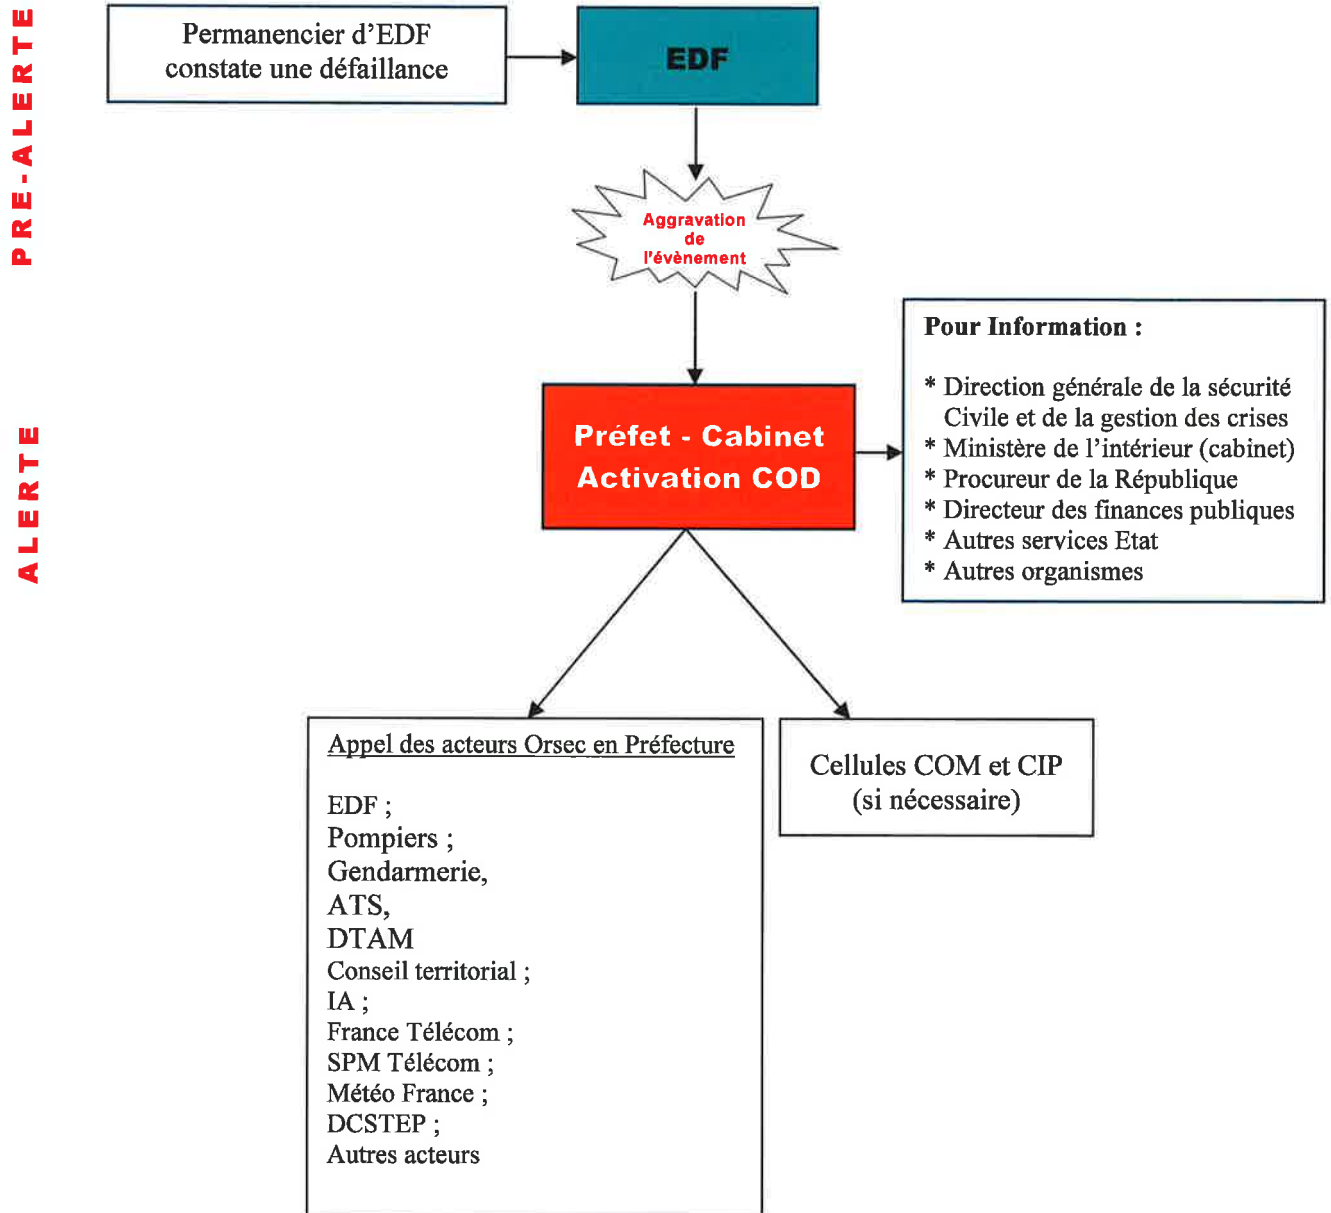 PRE-ALERTE
Permanencier d'EDF
constate une défaillance
EDF
Aggravation
de
l'évènement
ALERTE
Préfet - Cabinet
Activation COD
Pour Information :
* Direction générale de la sécurité
Civile et de la gestion des crises
* Ministère de l'intérieur (cabinet)
* Procureur de la République
* Directeur des finances publiques
* Autres services Etat
* Autres organismes
Appel des acteurs Orsec en Préfecture
EDF ;
Pompiers ;
Gendarmerie,
ATS,
DTAM
Conseil territorial ;
IA ;
France Télécom ;
SPM Télécom ;
Météo France ;
DCSTEP ;
Autres acteurs
Cellules COM et CIP
(si nécessaire)